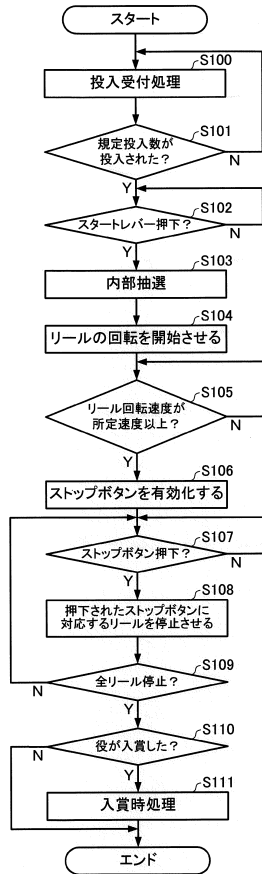 スタート
S100
投入受付処理
S101
規定投入数が
投入された？
N
Y
S102
スタートレバー押下？
N
Y
S103
内部抽選
S104
リールの回転を開始させる
S105
リール回転速度が
所定速度以上？
N
Y
S106
ストップボタンを有効化する
S107
ストップボタン押下？
N
Y
S108
押下されたストップボタンに
対応するリールを停止させる
S109
全リール停止？
N
Y
S110
役が入賞した？
N
Y
S111
入賞時処理
エンド